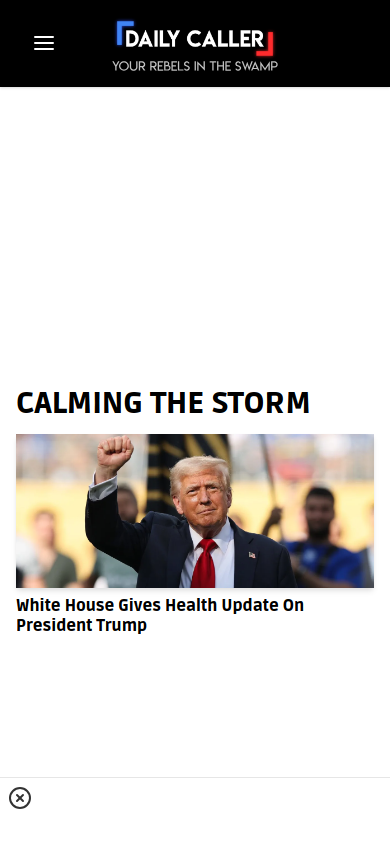 DAILY CALLER
YOUR REBELS IN THE SWAMP
CALMING THE STORM
White House Gives Health Update On
President Trump